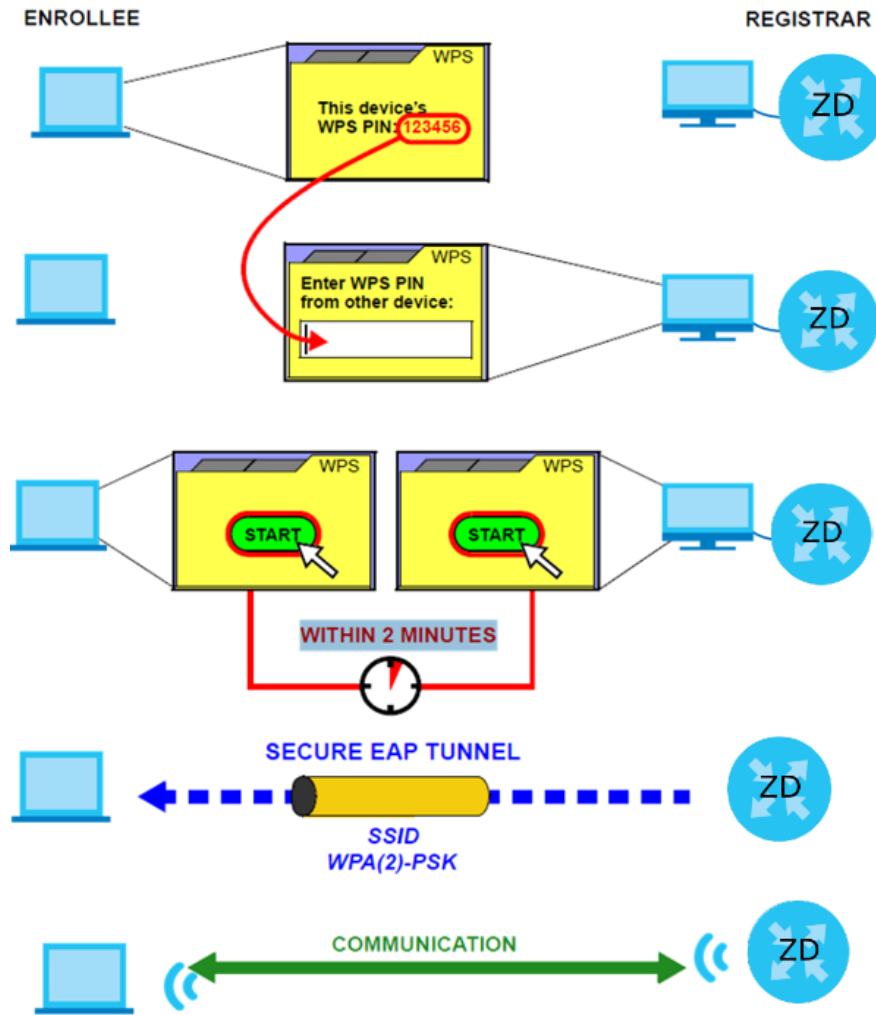 ENROLLEE
REGISTRAR
WPS
This device's
WPS PIN: 123456
ZD
WPS
Enter WPS PIN
from other device:
ZD
WPS
START
WPS
START
ZD
WITHIN 2 MINUTES
SECURE EAP TUNNEL
ZD
SSID
WPA(2)-PSK
COMMUNICATION
ZD